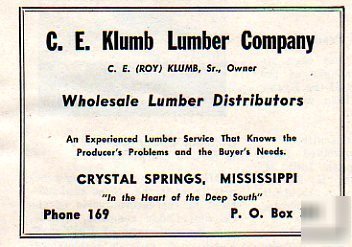 C. E. Klumb Lumber Company
C. E. (ROY) KLUMB, Sr., Owner
Wholesale Lumber Distributors
An Experienced Lumber Service That Knows the
Producer's Problems and the Buyer's Needs.
CRYSTAL SPRINGS, MISSISSIPPI
"In the Heart of the Deep South"
Phone 169 P. O. Box